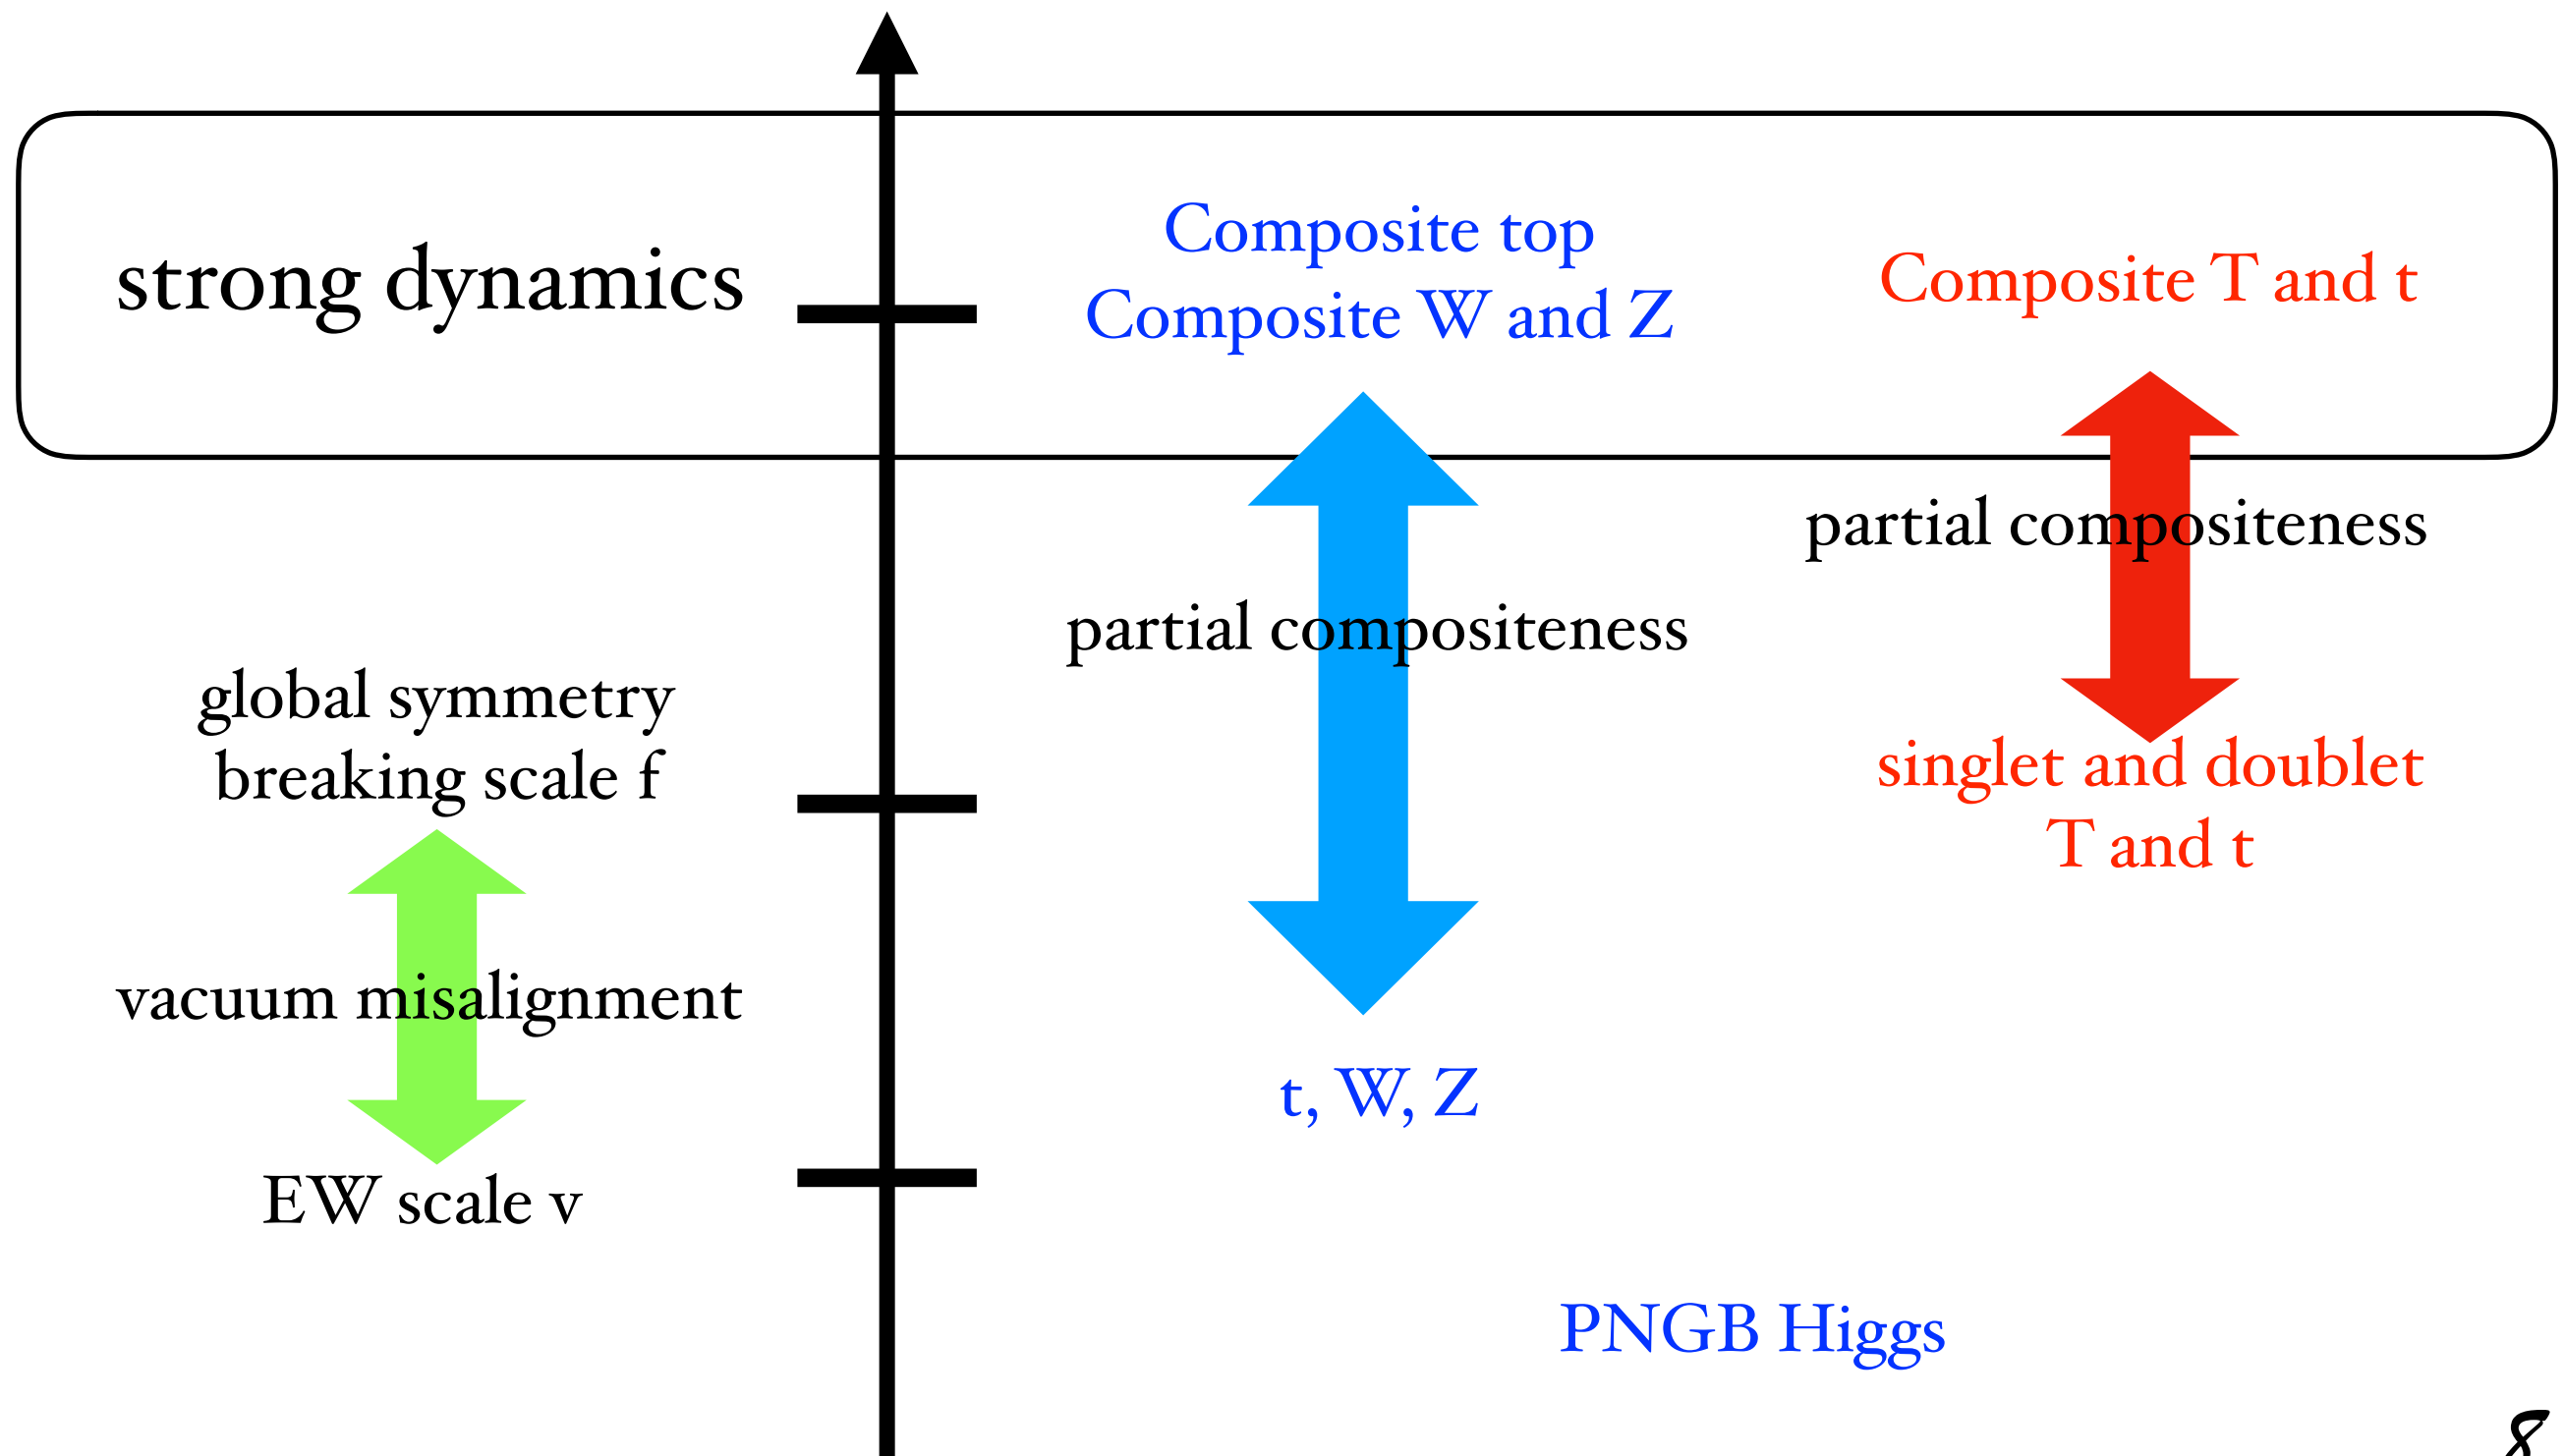 strong dynamics
Composite top
Composite W and Z
Composite T and t
partial compositeness
partial compositeness
global symmetry
breaking scale f
singlet and doublet
T and t
vacuum misalignment
t, W, Z
EW scale v
PNGB Higgs
8